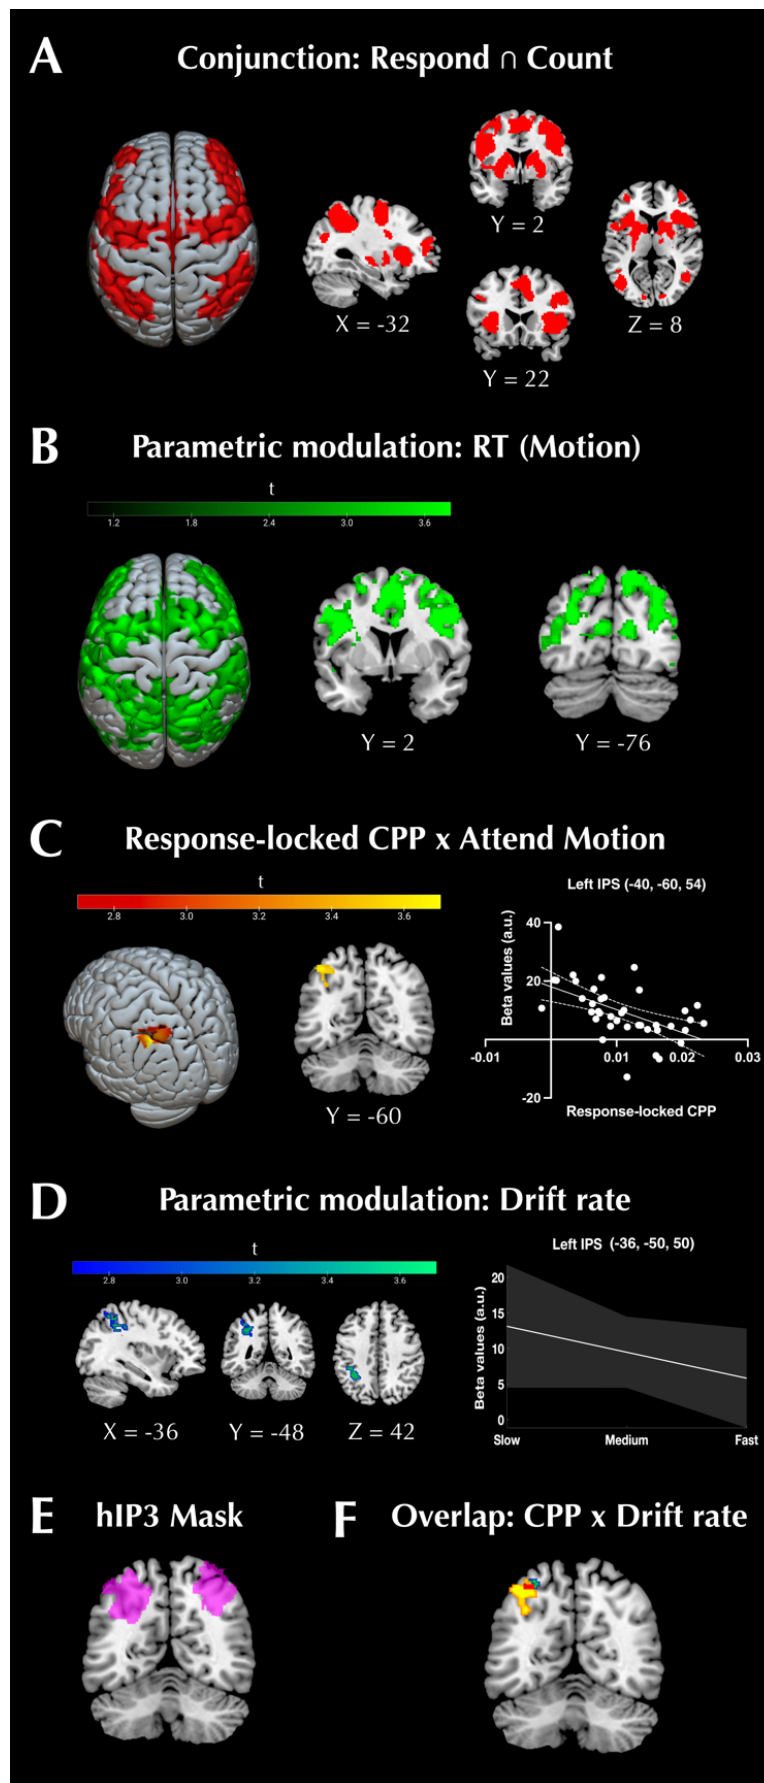 A
Conjunction: Respond ∩ Count
Y = 2
X = -32
Z = 8
Y = 22
B
Parametric modulation: RT (Motion)
t
1.2 1.8 2.4 3.0 3.6
Y = 2
Y = -76
C
Response-locked CPP x Attend Motion
t
2.8 3.0 3.2 3.4 3.6
Y = -60
Left IPS (-40, -60, 54)
Beta values (a.u.)
40
20
-20
-0.01 0.01 0.02 0.03
Response-locked CPP
D
Parametric modulation: Drift rate
t
2.8 3.0 3.2 3.4 3.6
X = -36
Y = -48
Z = 42
Left IPS (-36, -50, 50)
Beta values (a.u.)
20
15
10
5
0
Slow Medium Fast
E
hIP3 Mask
F
Overlap: CPP x Drift rate